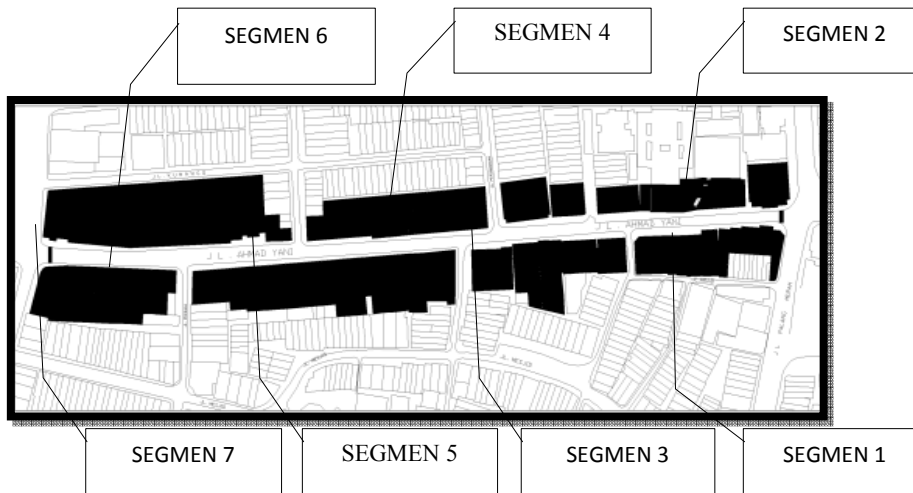 SEGMEN 6
SEGMEN 4
SEGMEN 2
JL. AHMAD YANI
JL. AHMAD YANI
SEGMEN 7
SEGMEN 5
SEGMEN 3
SEGMEN 1